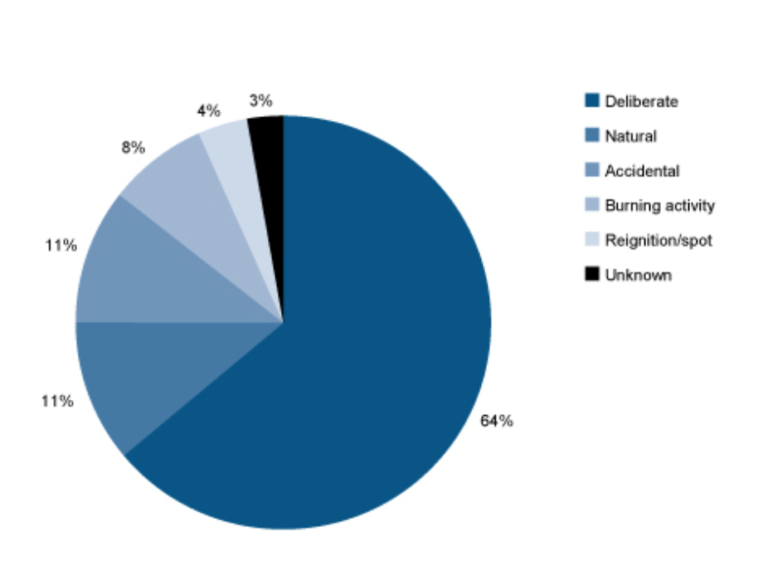 3%
4%
8%
11%
11%
64%
Deliberate
Natural
Accidental
Burning activity
Reignition/spot
Unknown